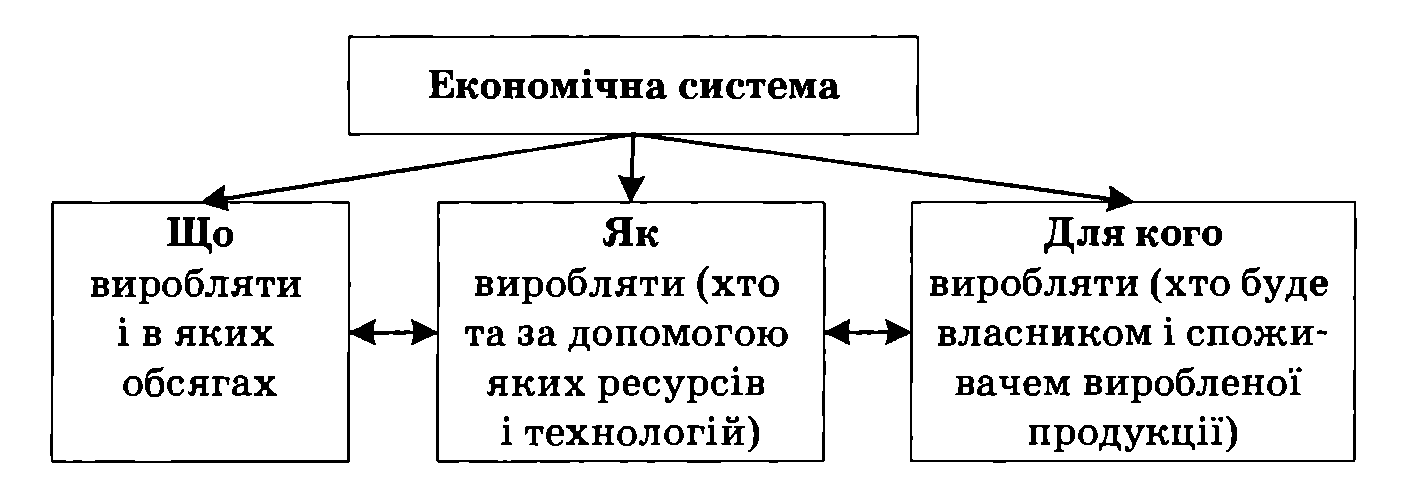 Економічна система
Що
виробляти
і в яких
обсягах
Як
виробляти (хто
та за допомогою
яких ресурсів
і технологій)
Для кого
виробляти (хто буде
власником і спожи-
вачем виробленої
продукції)